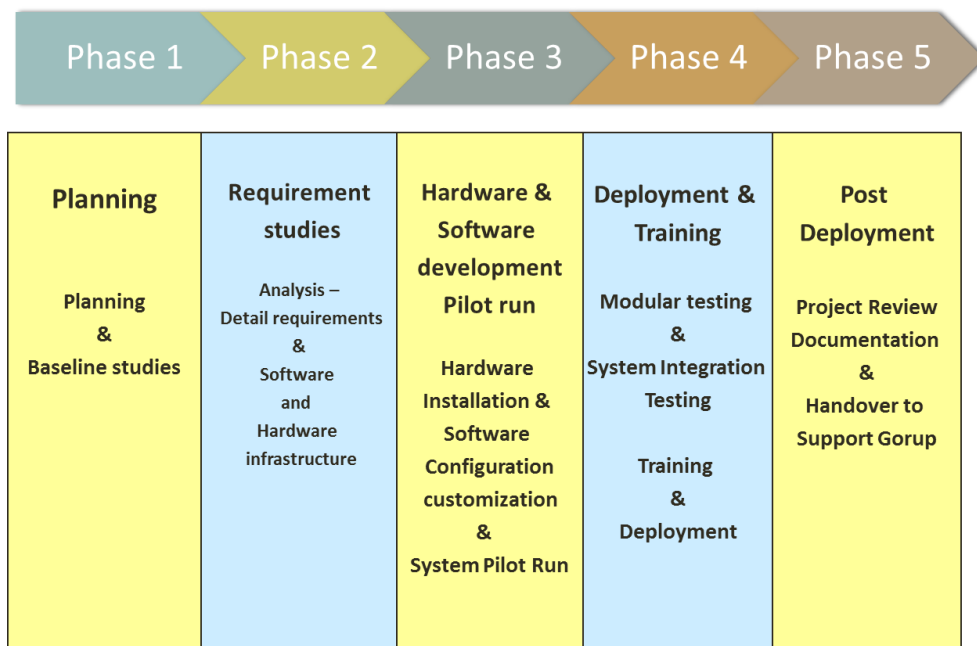 Phase 1
Phase 2
Phase 3
Phase 4
Phase 5
Planning
Planning
&
Baseline studies
Requirement
studies
Analysis –
Detail requirements
&
Software
and
Hardware
infrastructure
Hardware &
Software
development
Pilot run
Hardware
Installation &
Software
Configuration
customization
&
System Pilot Run
Deployment &
Training
Modular testing
&
System Integration
Testing
Training
&
Deployment
Post
Deployment
Project Review
Documentation
&
Handover to
Support Gorup